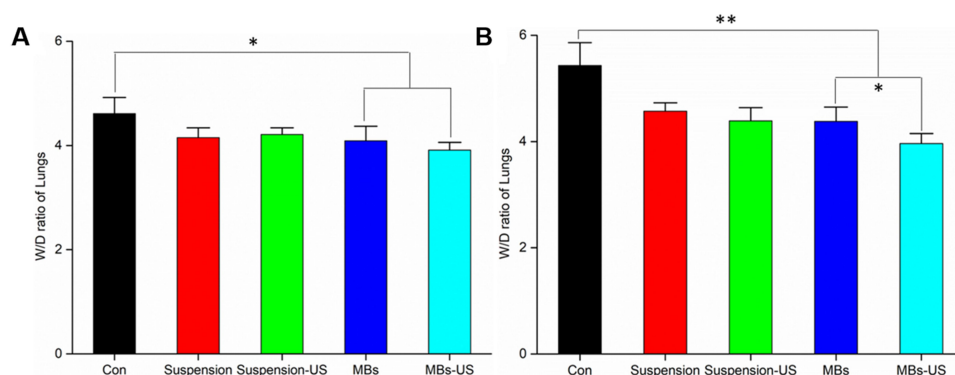 A
W/D ratio of Lungs
6
4
2
0
*
Con
Suspension
Suspension-US
MBs
MBs-US
B
W/D ratio of Lungs
6
4
2
0
**
*
Con
Suspension
Suspension-US
MBs
MBs-US